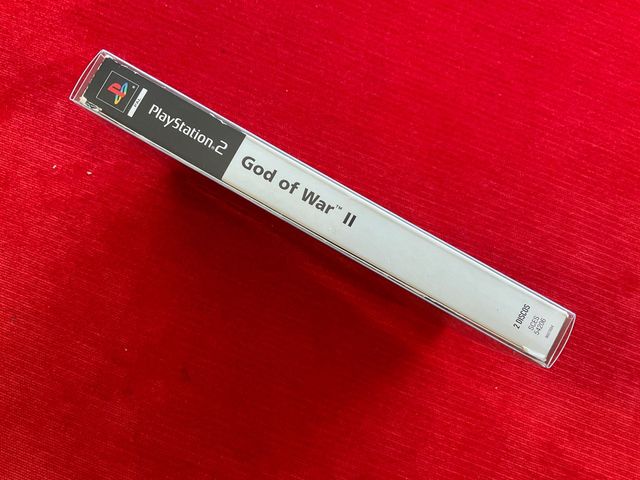 PlayStation®2
God of War™ II
2 DISCOS
SCES
54206